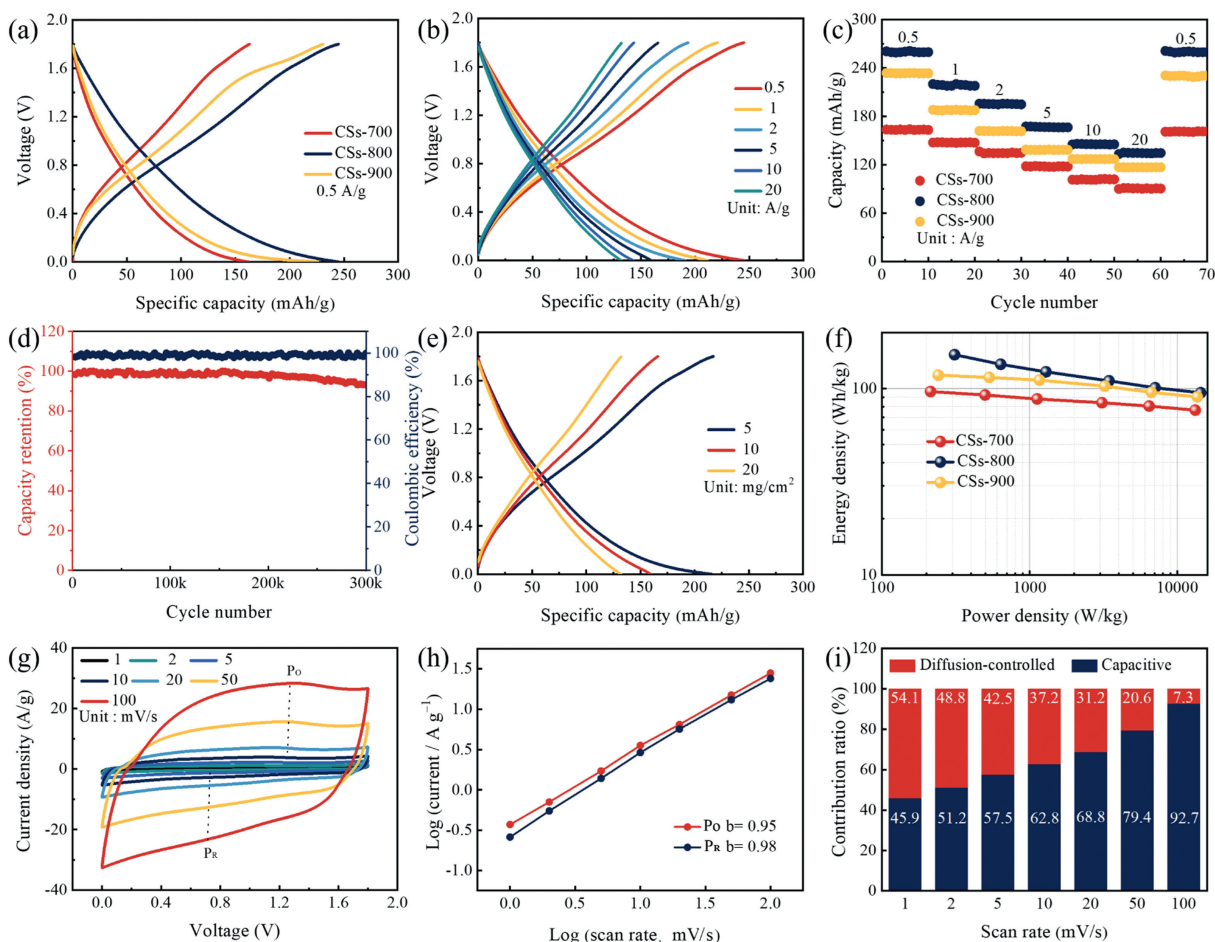 (a)
2.0
1.6
1.2
0.8
0.4
0.0
Voltage (V)
CSs-700
CSs-800
CSs-900
0.5 A/g
0 50 100 150 200 250 300
Specific capacity (mAh/g)
(b)
2.0
1.6
1.2
0.8
0.4
0.0
Voltage (V)
0.5
1
2
5
10
20
Unit: A/g
0 50 100 150 200 250 300
Specific capacity (mAh/g)
(c)
300
240
180
120
60
0
Capacity (mAh/g)
0.5 1 2 5 10 20 0.5
CSs-700
CSs-800
CSs-900
Unit : A/g
0 10 20 30 40 50 60 70
Cycle number
(d)
120
100
80
60
40
20
0
Capacity retention (%)
100
80
60
40
20
0
Coulombic efficiency (%)
0 100k 200k 300k
Cycle number
(e)
2.0
1.6
1.2
0.8
0.4
0.0
Voltage (V)
5
10
20
Unit: mg/cm²
0 50 100 150 200 250 300
Specific capacity (mAh/g)
(f)
100
10
Energy density (Wh/kg)
CSs-700
CSs-800
CSs-900
100 1000 10000
Power density (W/kg)
(g)
40
20
0
-20
-40
Current density (A/g)
1 2 5
10 20 50
100
Unit : mV/s
PO
PR
0.0 0.4 0.8 1.2 1.6 2.0
Voltage (V)
(h)
1.5
1.0
0.5
0.0
-0.5
-1.0
Log (current / A g⁻¹)
PO b= 0.95
PR b= 0.98
0.0 0.5 1.0 1.5 2.0
Log (scan rate, mV/s)
(i)
120
100
80
60
40
20
0
Contribution ratio (%)
Diffusion-controlled Capacitive
54.1 48.8 42.5 37.2 31.2 20.6 7.3
45.9 51.2 57.5 62.8 68.8 79.4 92.7
1 2 5 10 20 50 100
Scan rate (mV/s)